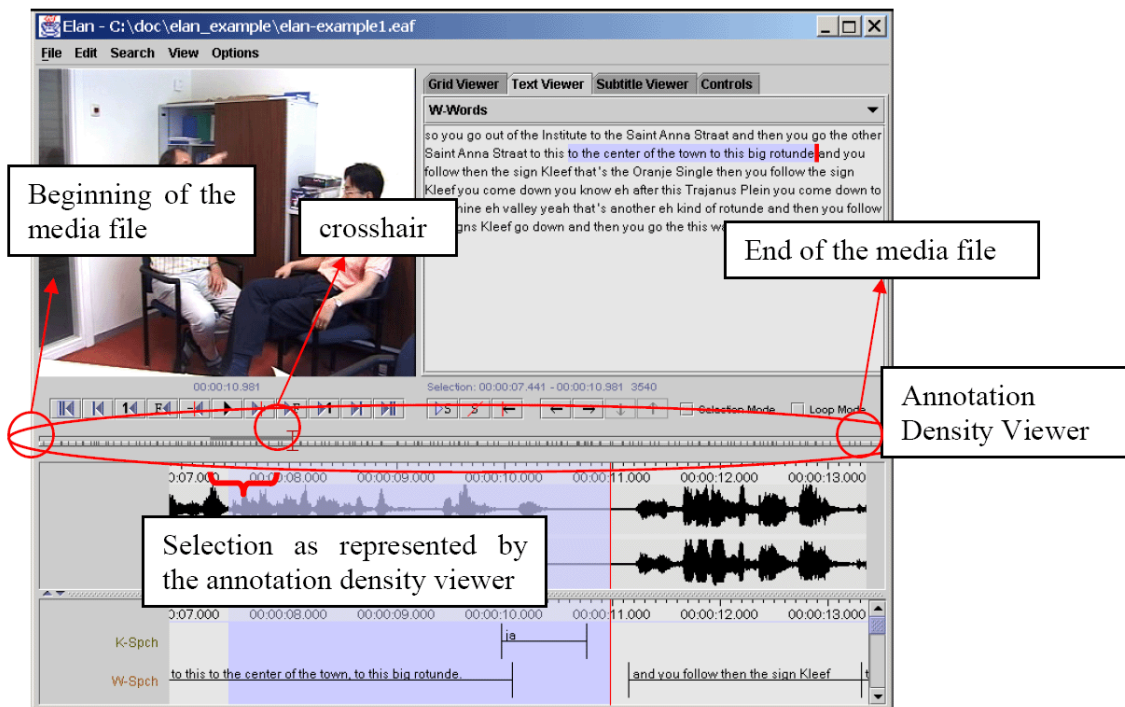 Elan - C:\doc\elan_example\elan-example1.eaf
File Edit Search View Options
Grid Viewer Text Viewer Subtitle Viewer Controls
W-Words
so you go out of the Institute to the Saint Anna Straat and then you go the other
Saint Anna Straat to this to the center of the town to this big rotunde and you
follow then the sign Kleef that's the Oranje Single then you follow the sign
Kleef you come down you know eh after this Trajanus Plein you come down to
nine eh valley yeah that's another eh kind of rotunde and then you follow
gns Kleef go down and then you go the this wa
Beginning of the
media file
crosshair
End of the media file
00:00:10.981
Selection: 00:00:07.441 - 00:00:10.981 3540
Selection Mode Loop Mode
Annotation
Density Viewer
0:07.000 00:00:08.000 00:00:09.000 00:00:10.000 00:00:11.000 00:00:12.000 00:00:13.000
Selection as represented by
the annotation density viewer
0:07.000 00:00:08.000 00:00:09.000 00:00:10.000 00:00:11.000 00:00:12.000 00:00:13.000
K-Spch ja
W-Spch to this to the center of the town, to this big rotunde. and you follow then the sign Kleef t